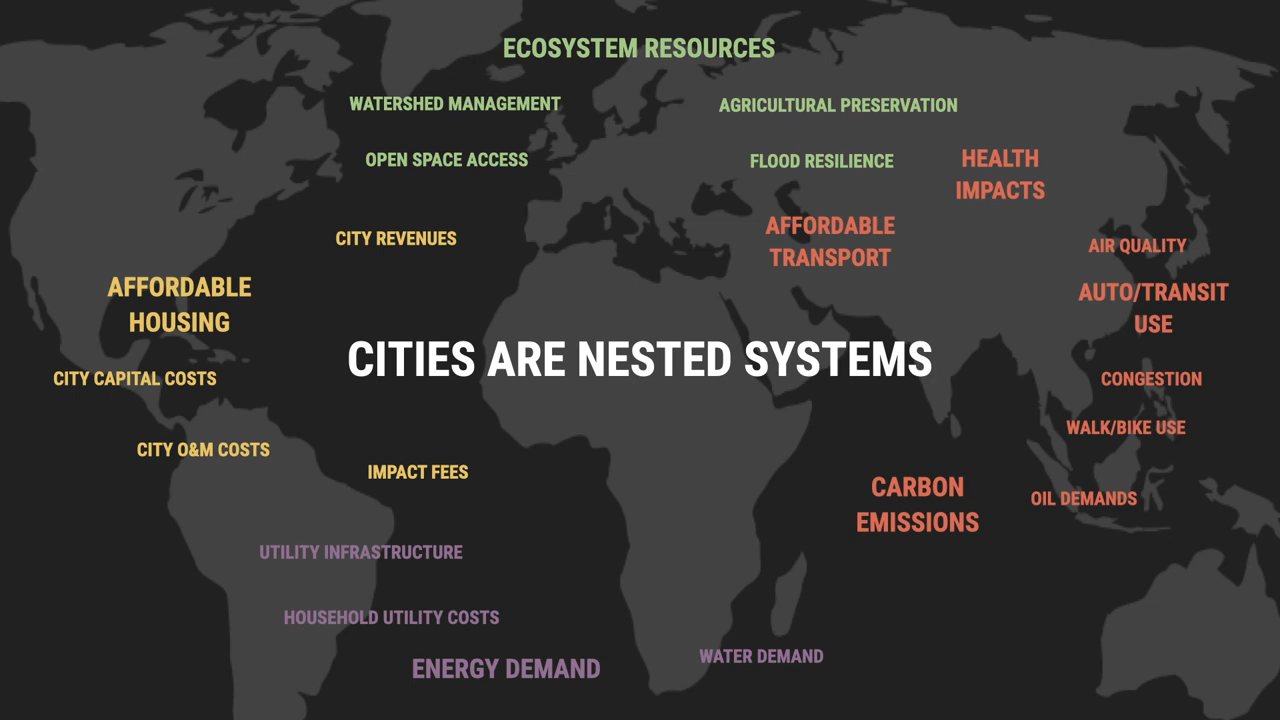 ECOSYSTEM RESOURCES
WATERSHED MANAGEMENT
AGRICULTURAL PRESERVATION
OPEN SPACE ACCESS
FLOOD RESILIENCE
HEALTH
IMPACTS
CITY REVENUES
AFFORDABLE
TRANSPORT
AIR QUALITY
AFFORDABLE
HOUSING
AUTO/TRANSIT
USE
CITIES ARE NESTED SYSTEMS
CITY CAPITAL COSTS
CONGESTION
WALK/BIKE USE
CITY O&M COSTS
IMPACT FEES
CARBON
EMISSIONS
OIL DEMANDS
UTILITY INFRASTRUCTURE
HOUSEHOLD UTILITY COSTS
ENERGY DEMAND
WATER DEMAND